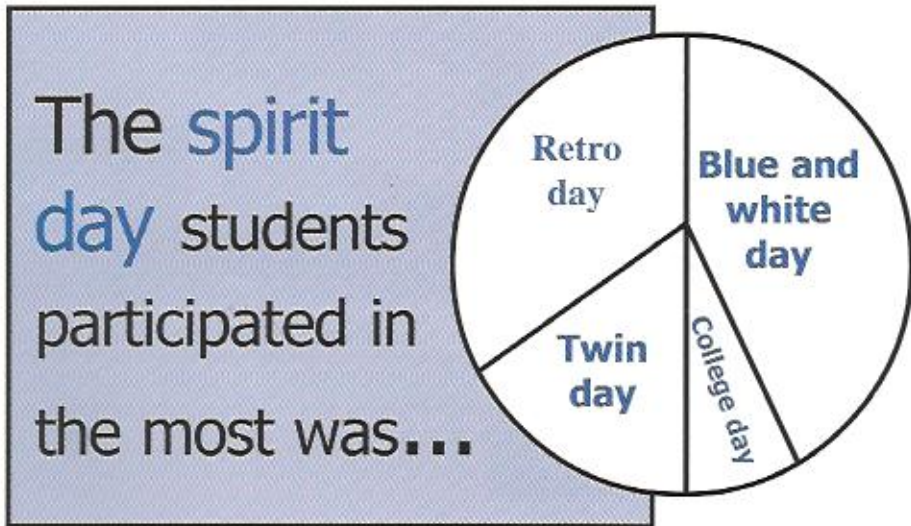 The spirit
day students
participated in
the most was...
Retro
day
Blue and
white
day
Twin
day
College day